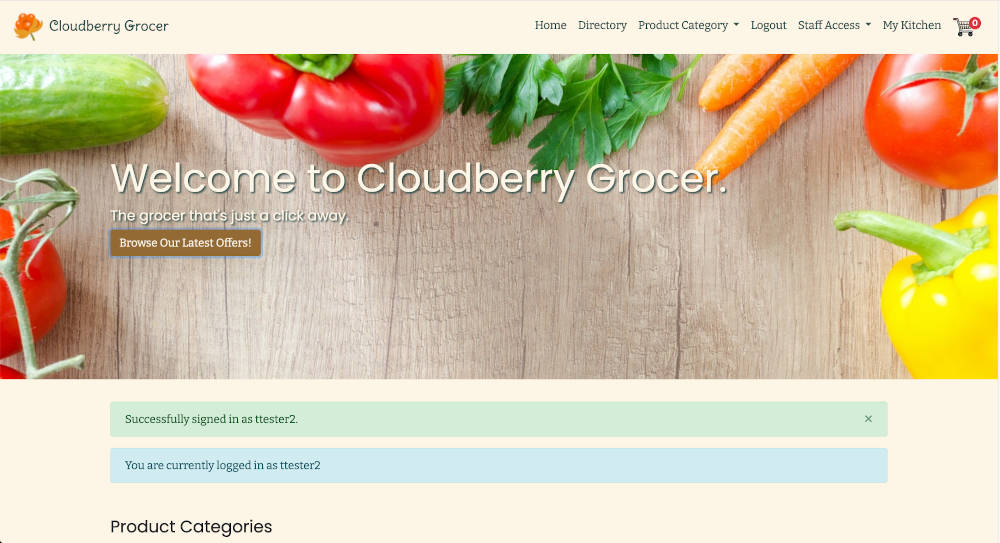 Cloudberry Grocer
Home Directory Product Category Logout Staff Access My Kitchen 0
Welcome to Cloudberry Grocer.
The grocer that's just a click away.
Browse Our Latest Offers!
Successfully signed in as ttester2. ×
You are currently logged in as ttester2
Product Categories